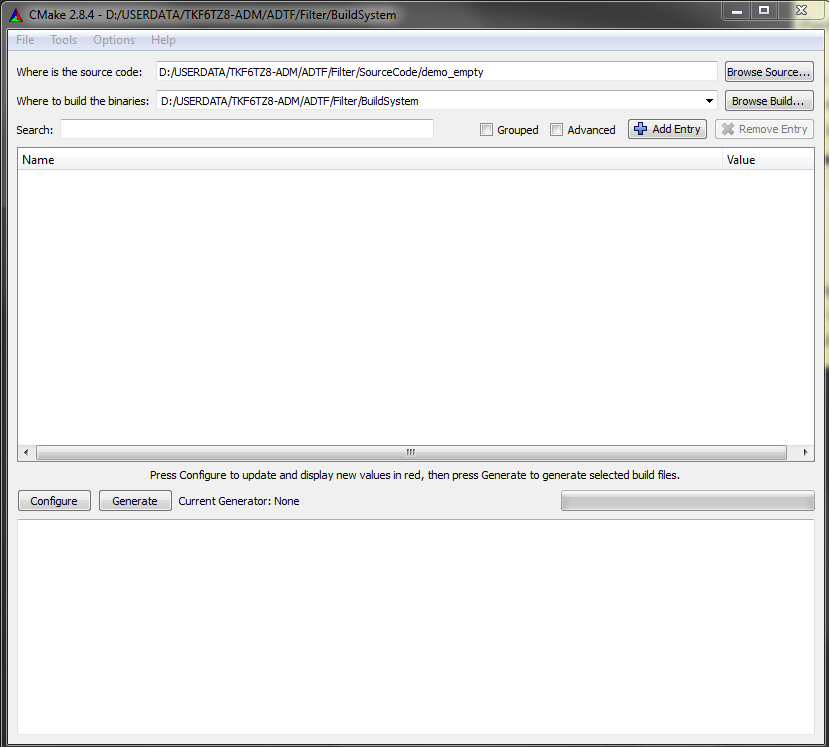 CMake 2.8.4 - D:/USERDATA/TKF6TZ8-ADM/ADTF/Filter/BuildSystem
File Tools Options Help
Where is the source code: D:/USERDATA/TKF6TZ8-ADM/ADTF/Filter/SourceCode/demo_empty Browse Source...
Where to build the binaries: D:/USERDATA/TKF6TZ8-ADM/ADTF/Filter/BuildSystem Browse Build...
Search: Grouped Advanced Add Entry Remove Entry
Name Value
Press Configure to update and display new values in red, then press Generate to generate selected build files.
Configure Generate Current Generator: None